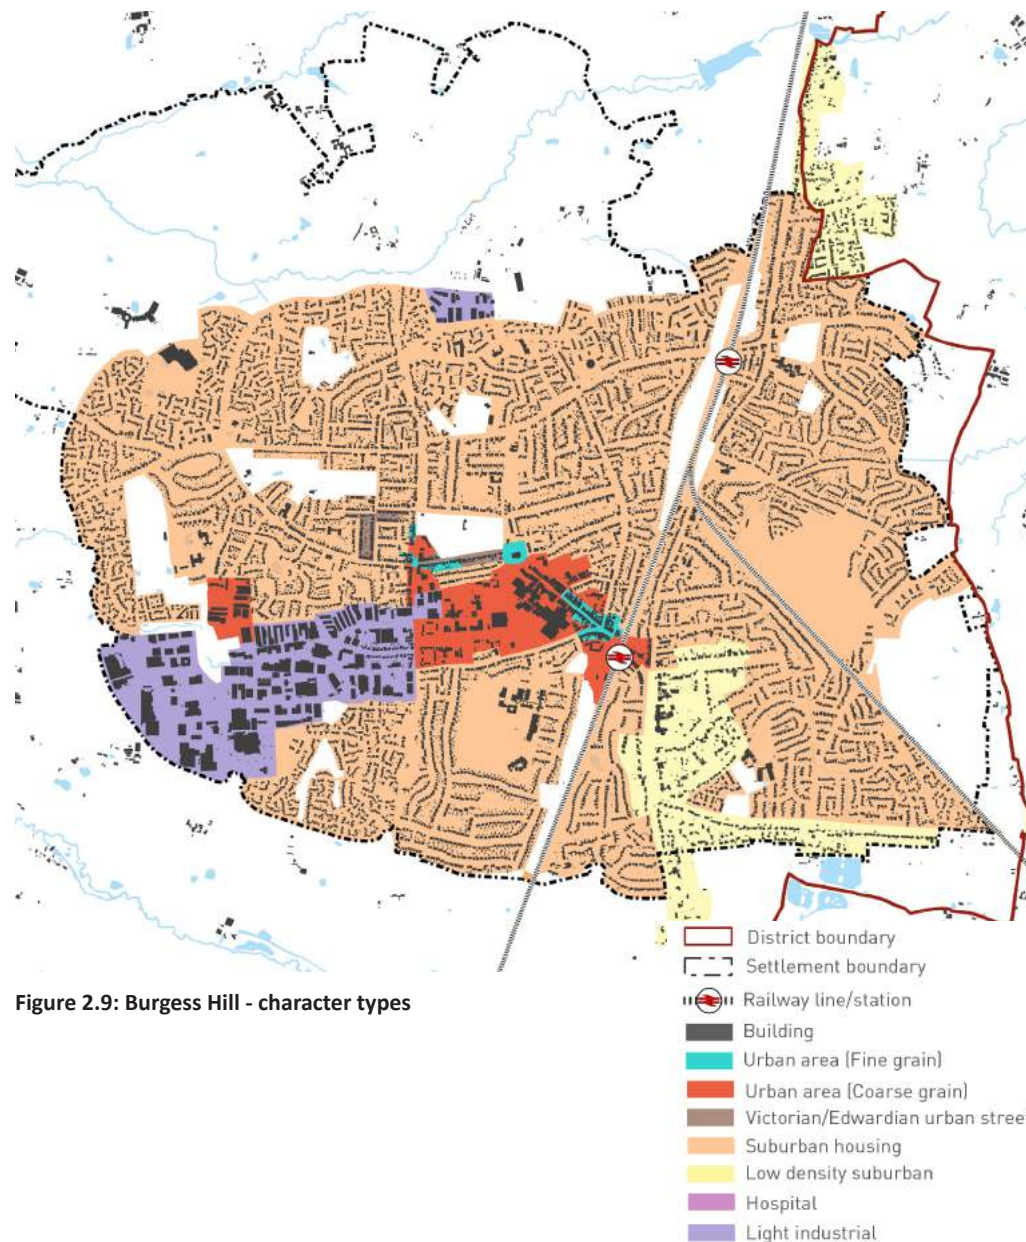 Figure 2.9: Burgess Hill - character types
District boundary
Settlement boundary
Railway line/station
Building
Urban area (Fine grain)
Urban area (Coarse grain)
Victorian/Edwardian urban stree
Suburban housing
Low density suburban
Hospital
Light industrial